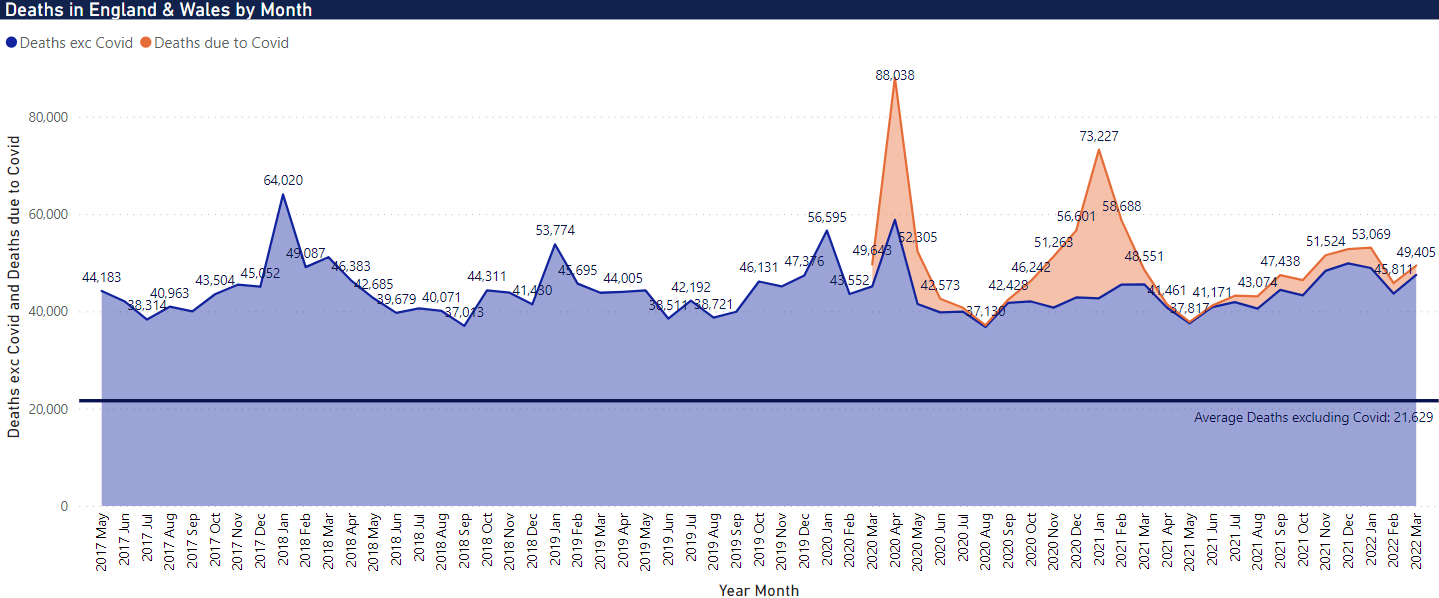 Deaths in England & Wales by Month
Deaths exc Covid
Deaths due to Covid
Deaths exc Covid and Deaths due to Covid
80,000
60,000
40,000
20,000
0
44,183
38,314
40,963
43,504
45,052
64,020
49,087
46,383
42,685
39,679
40,071
37,073
44,311
41,430
53,774
45,695
44,005
38,511
42,192
38,721
46,131
47,376
56,595
43,552
49,643
88,038
52,305
42,573
37,130
42,428
46,242
51,263
56,601
73,227
58,688
48,551
41,461
37,817
41,171
43,074
47,438
51,524
53,069
45,811
49,405
Average Deaths excluding Covid: 21,629
2017 May
2017 Jun
2017 Jul
2017 Aug
2017 Sep
2017 Oct
2017 Nov
2017 Dec
2018 Jan
2018 Feb
2018 Mar
2018 Apr
2018 May
2018 Jun
2018 Jul
2018 Aug
2018 Sep
2018 Oct
2018 Nov
2018 Dec
2019 Jan
2019 Feb
2019 Mar
2019 Apr
2019 May
2019 Jun
2019 Jul
2019 Aug
2019 Sep
2019 Oct
2019 Nov
2019 Dec
2020 Jan
2020 Feb
2020 Mar
2020 Apr
2020 May
2020 Jun
2020 Jul
2020 Aug
2020 Sep
2020 Oct
2020 Nov
2020 Dec
2021 Jan
2021 Feb
2021 Mar
2021 Apr
2021 May
2021 Jun
2021 Jul
2021 Aug
2021 Sep
2021 Oct
2021 Nov
2021 Dec
2022 Jan
2022 Feb
2022 Mar
Year Month